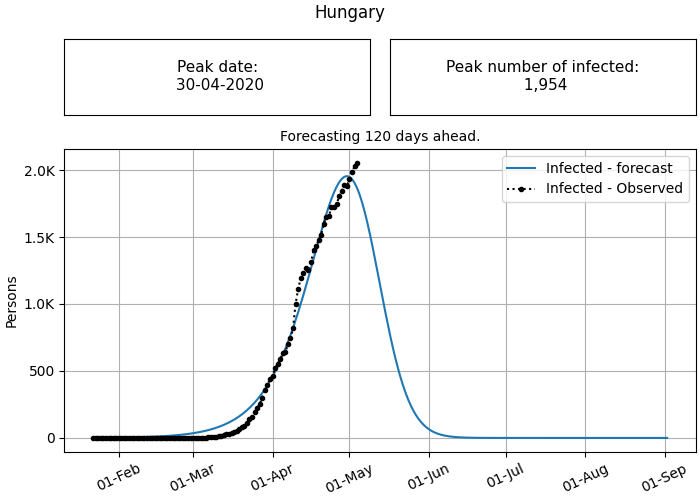 Hungary
Peak date:
30-04-2020
Peak number of infected:
1,954
Forecasting 120 days ahead.
Infected - forecast
Infected - Observed
2.0K
1.5K
1.0K
500
0
Persons
01-Feb
01-Mar
01-Apr
01-May
01-Jun
01-Jul
01-Aug
01-Sep